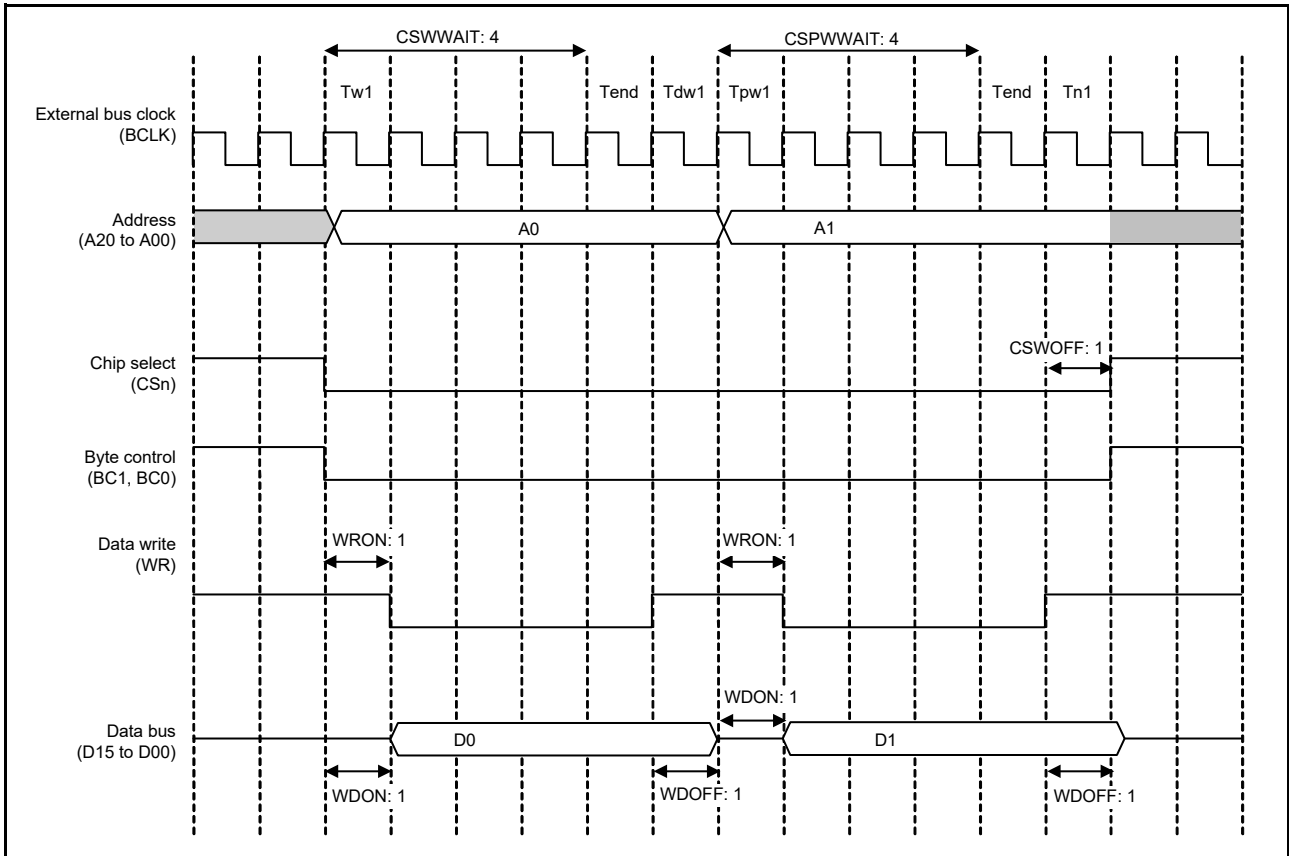 CSWWAIT: 4
CSPWWAIT: 4
Tw1
Tend
Tdw1
Tpw1
Tend
Tn1
External bus clock
(BCLK)
Address
(A20 to A00)
A0
A1
CSWOFF: 1
Chip select
(CSn)
Byte control
(BC1, BC0)
Data write
(WR)
WRON: 1
WRON: 1
WDON: 1
Data bus
(D15 to D00)
D0
D1
WDON: 1
WDOFF: 1
WDOFF: 1